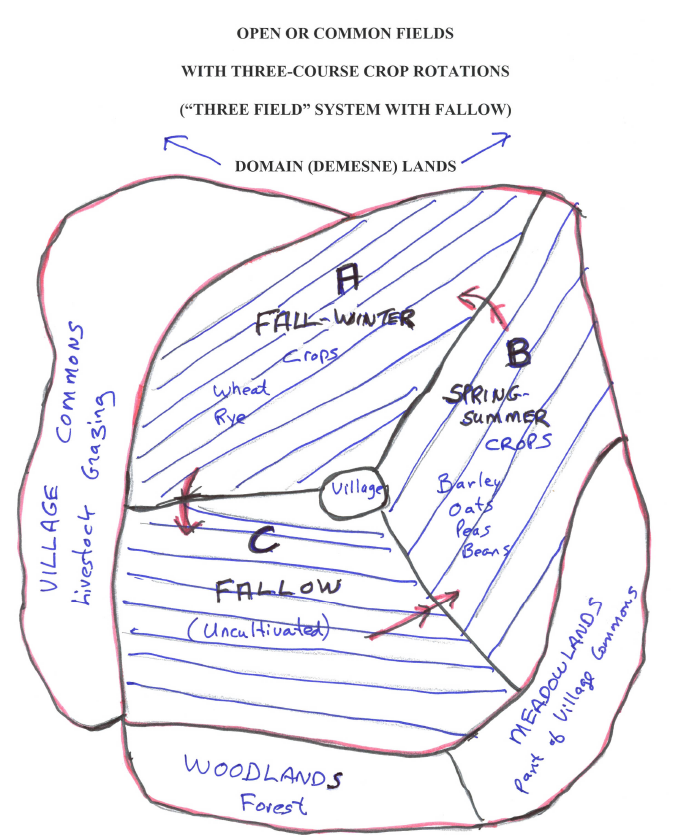 OPEN OR COMMON FIELDS
WITH THREE-COURSE CROP ROTATIONS
(“THREE FIELD” SYSTEM WITH FALLOW)
DOMAIN (DEMESNE) LANDS
A
FALL-WINTER
Crops
Wheat
Rye
B
SPRING-
SUMMER
CROPS
Barley
Oats
Peas
Beans
Village
VILLAGE COMMONS
Livestock Grazing
C
FALLOW
(Uncultivated)
MEADOWLANDS
Part of Village Commons
WOODLANDS
Forest